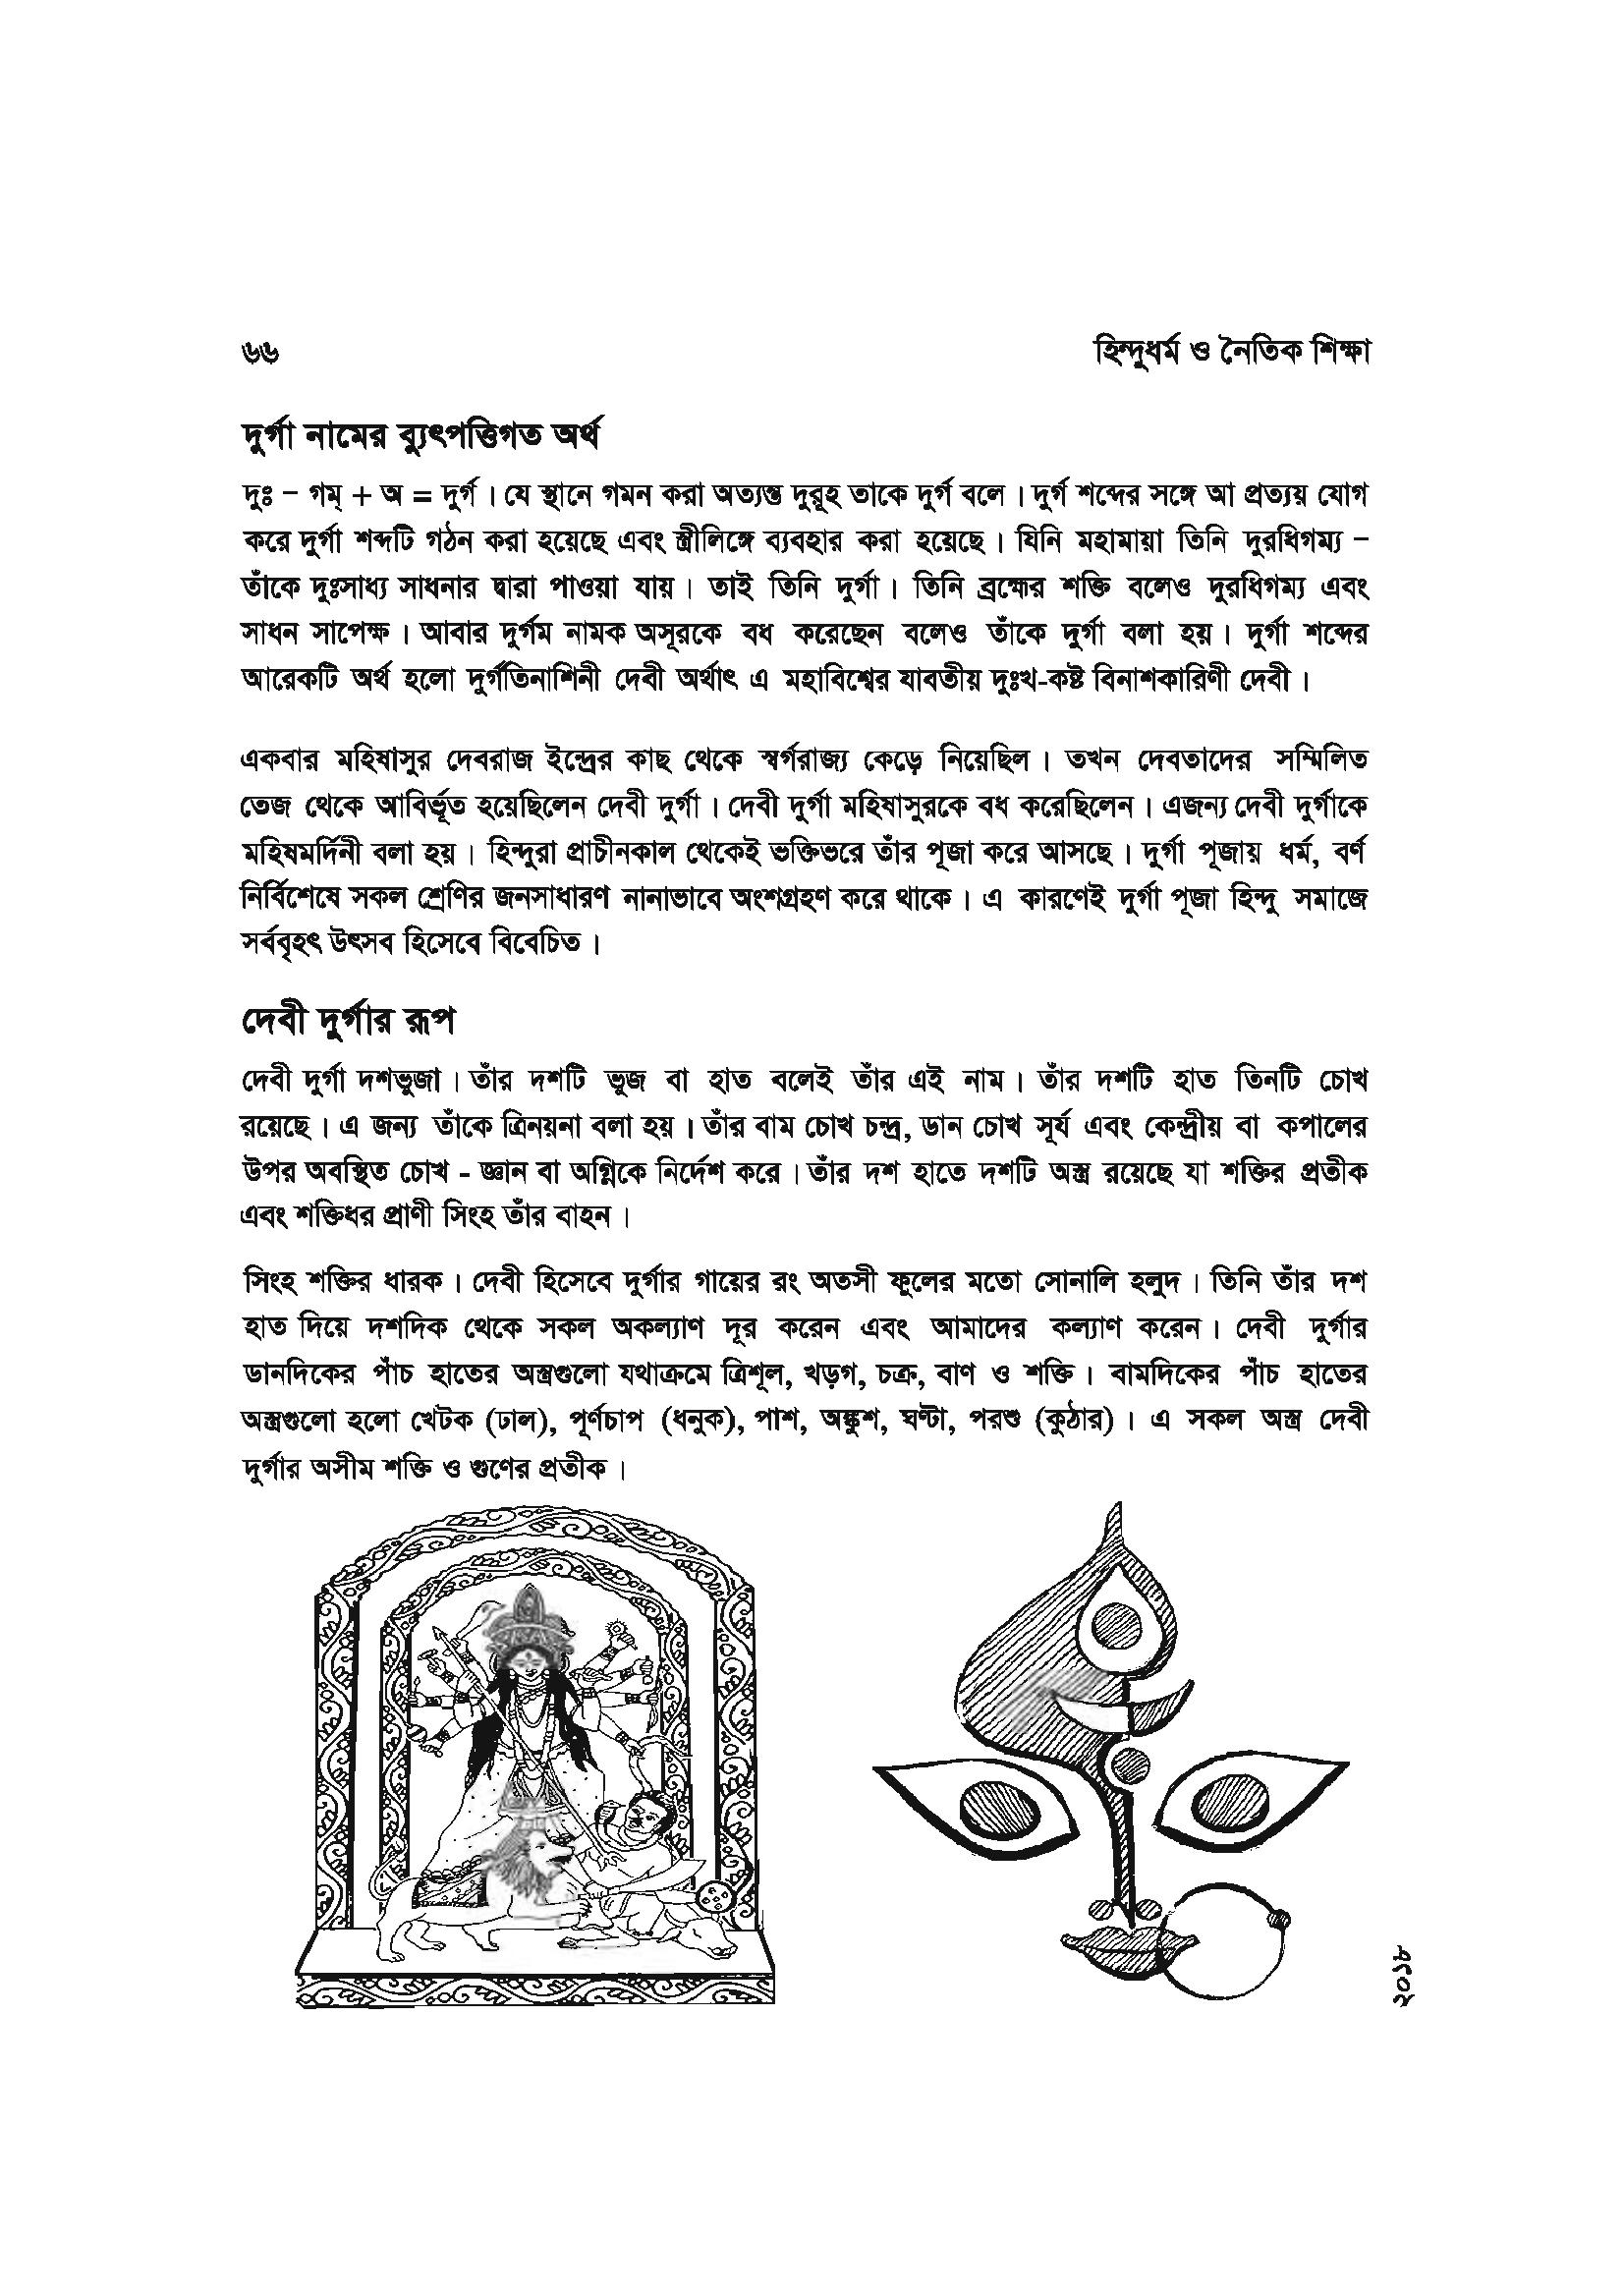 ৬৬ হিন্দুধর্ম ও নৈতিক শিক্ষা
দুর্গা নামের ব্যুৎপত্তিগত অর্থ
দুঃ – গম্ + অ = দুর্গ। যে স্থানে গমন করা অত্যন্ত দুরূহ তাকে দুর্গ বলে। দুর্গ শব্দের সঙ্গে আ প্রত্যয় যোগ
করে দুর্গা শব্দটি গঠন করা হয়েছে এবং স্ত্রীলিঙ্গে ব্যবহার করা হয়েছে। যিনি মহামায়া তিনি দুরধিগম্য –
তাঁকে দুঃসাধ্য সাধনার দ্বারা পাওয়া যায়। তাই তিনি দুর্গা। তিনি ব্রহ্মের শক্তি বলেও দুরধিগম্য এবং
সাধন সাপেক্ষ। আবার দুর্গম নামক অসূরকে বধ করেছেন বলেও তাঁকে দুর্গা বলা হয়। দুর্গা শব্দের
আরেকটি অর্থ হলো দুর্গতিনাশিনী দেবী অর্থাৎ এ মহাবিশ্বের যাবতীয় দুঃখ-কষ্ট বিনাশকারিণী দেবী।
একবার মহিষাসুর দেবরাজ ইন্দ্রের কাছ থেকে স্বর্গরাজ্য কেড়ে নিয়েছিল। তখন দেবতাদের সম্মিলিত
তেজ থেকে আবির্ভূত হয়েছিলেন দেবী দুর্গা। দেবী দুর্গা মহিষাসুরকে বধ করেছিলেন। এজন্য দেবী দুর্গাকে
মহিষমর্দিনী বলা হয়। হিন্দুরা প্রাচীনকাল থেকেই ভক্তিভরে তাঁর পূজা করে আসছে। দুর্গা পূজায় ধর্ম, বর্ণ
নির্বিশেষে সকল শ্রেণির জনসাধারণ নানাভাবে অংশগ্রহণ করে থাকে। এ কারণেই দুর্গা পূজা হিন্দু সমাজে
সর্ববৃহৎ উৎসব হিসেবে বিবেচিত।
দেবী দুর্গার রূপ
দেবী দুর্গা দশভুজা। তাঁর দশটি ভুজ বা হাত বলেই তাঁর এই নাম। তাঁর দশটি হাত তিনটি চোখ
রয়েছে। এ জন্য তাঁকে ত্রিনয়না বলা হয়। তাঁর বাম চোখ চন্দ্র, ডান চোখ সূর্য এবং কেন্দ্রীয় বা কপালের
উপর অবস্থিত চোখ - জ্ঞান বা অগ্নিকে নির্দেশ করে। তাঁর দশ হাতে দশটি অস্ত্র রয়েছে যা শক্তির প্রতীক
এবং শক্তিধর প্রাণী সিংহ তাঁর বাহন।
সিংহ শক্তির ধারক। দেবী হিসেবে দুর্গার গায়ের রং অতসী ফুলের মতো সোনালি হলুদ। তিনি তাঁর দশ
হাত দিয়ে দশদিক থেকে সকল অকল্যাণ দূর করেন এবং আমাদের কল্যাণ করেন। দেবী দুর্গার
ডানদিকের পাঁচ হাতের অস্ত্রগুলো যথাক্রমে ত্রিশূল, খড়গ, চক্র, বাণ ও শক্তি। বামদিকের পাঁচ হাতের
অস্ত্রগুলো হলো খেটক (ঢাল), পূর্ণচাপ (ধনুক), পাশ, অঙ্কুশ, ঘণ্টা, পরশু (কুঠার)। এ সকল অস্ত্র দেবী
দুর্গার অসীম শক্তি ও গুণের প্রতীক।
২০১৮